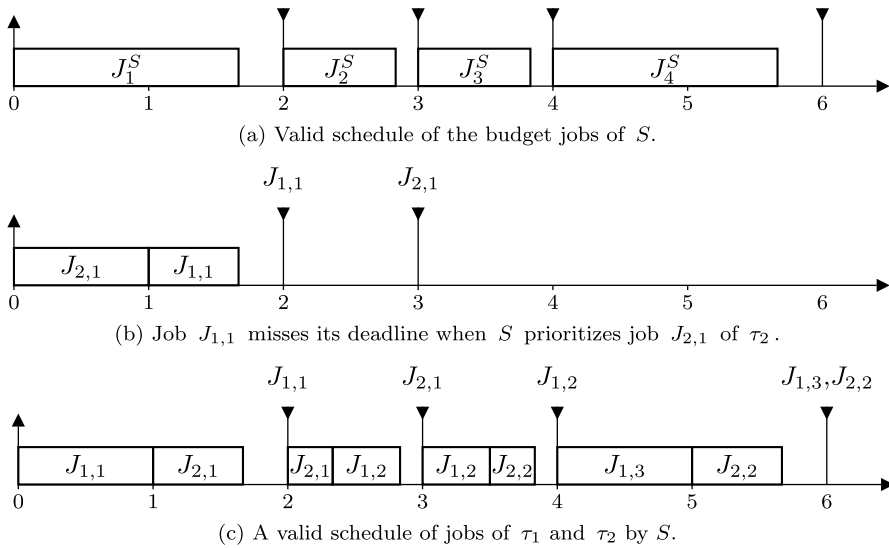 J_1^S J_2^S J_3^S J_4^S
0 1 2 3 4 5 6
(a) Valid schedule of the budget jobs of S.
J_{1,1} J_{2,1}
J_{2,1} J_{1,1}
0 1 2 3 4 5 6
(b) Job J_{1,1} misses its deadline when S prioritizes job J_{2,1} of τ_2.
J_{1,1} J_{2,1} J_{1,2} J_{1,3},J_{2,2}
J_{1,1} J_{2,1} J_{2,1} J_{1,2} J_{1,2} J_{2,2} J_{1,3} J_{2,2}
0 1 2 3 4 5 6
(c) A valid schedule of jobs of τ_1 and τ_2 by S.